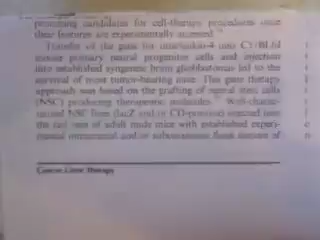 promising candidates for cell-therapy procedures once
their features are experimentally assessed.
Transfer of the gene for interleukin-4 into C57BL6J
mouse primary neural progenitor cells and injection
into established syngeneic brain glioblastomas led to the
survival of most tumor-bearing mice. This gene therapy
approach was based on the grafting of neural stem cells
(NSC) producing therapeutic molecules. Well-charac-
terized NSC lines (lacZ and or CD-positive) injected into
the tail vein of adult nude mice with established experi-
mental intracranial and/or subcutaneous flank tumors of
Cancer Gene Therapy